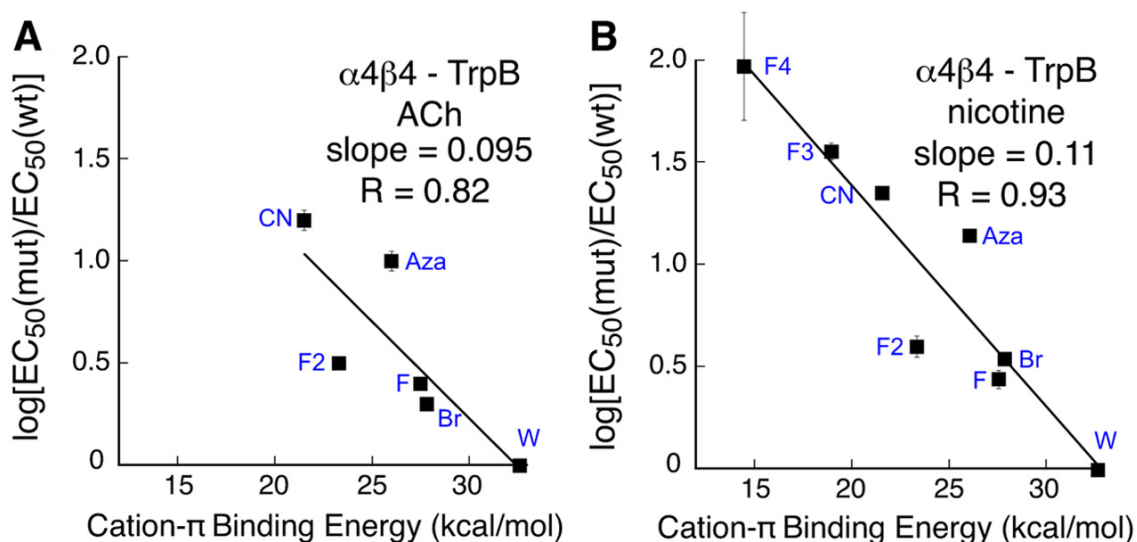 A
α4β4 - TrpB
ACh
slope = 0.095
R = 0.82
log[EC50(mut)/EC50(wt)]
2.0
1.5
1.0
0.5
0
CN
Aza
F2
F
Br
W
15
20
25
30
Cation-π Binding Energy (kcal/mol)
B
α4β4 - TrpB
nicotine
slope = 0.11
R = 0.93
log[EC50(mut)/EC50(wt)]
2.0
1.5
1.0
0.5
0
F4
F3
CN
Aza
F2
Br
F
W
15
20
25
30
Cation-π Binding Energy (kcal/mol)